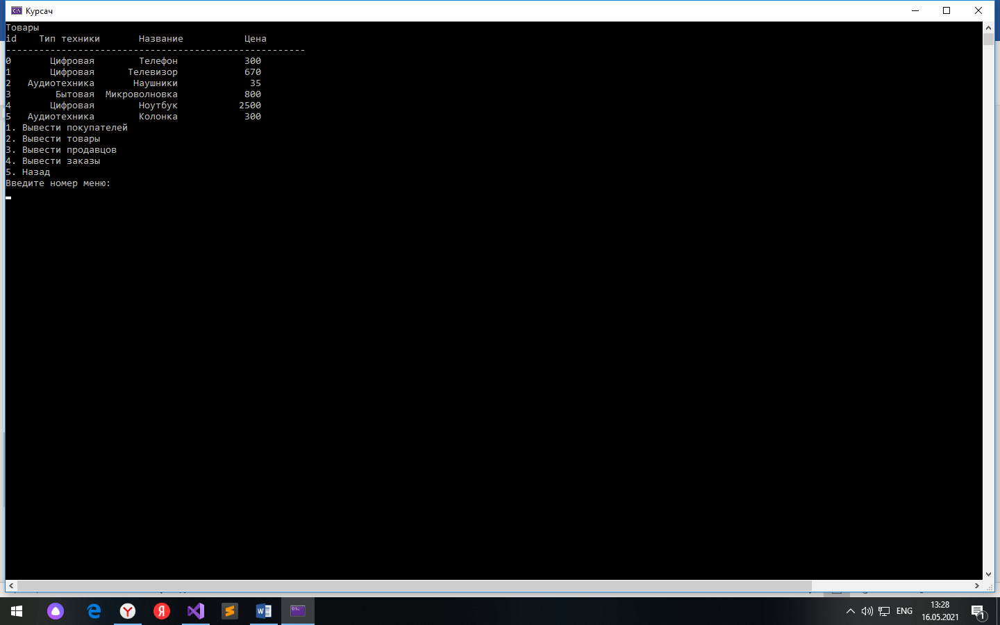 Курсач
Товары
id    Тип техники       Название           Цена
------------------------------------------------------
0       Цифровая        Телефон            300
1       Цифровая      Телевизор            670
2   Аудиотехника       Наушники             35
3        Бытовая  Микроволновка            800
4       Цифровая        Ноутбук           2500
5   Аудиотехника        Колонка            300
1. Вывести покупателей
2. Вывести товары
3. Вывести продавцов
4. Вывести заказы
5. Назад
Введите номер меню:
ENG
13:28
16.05.2021
1